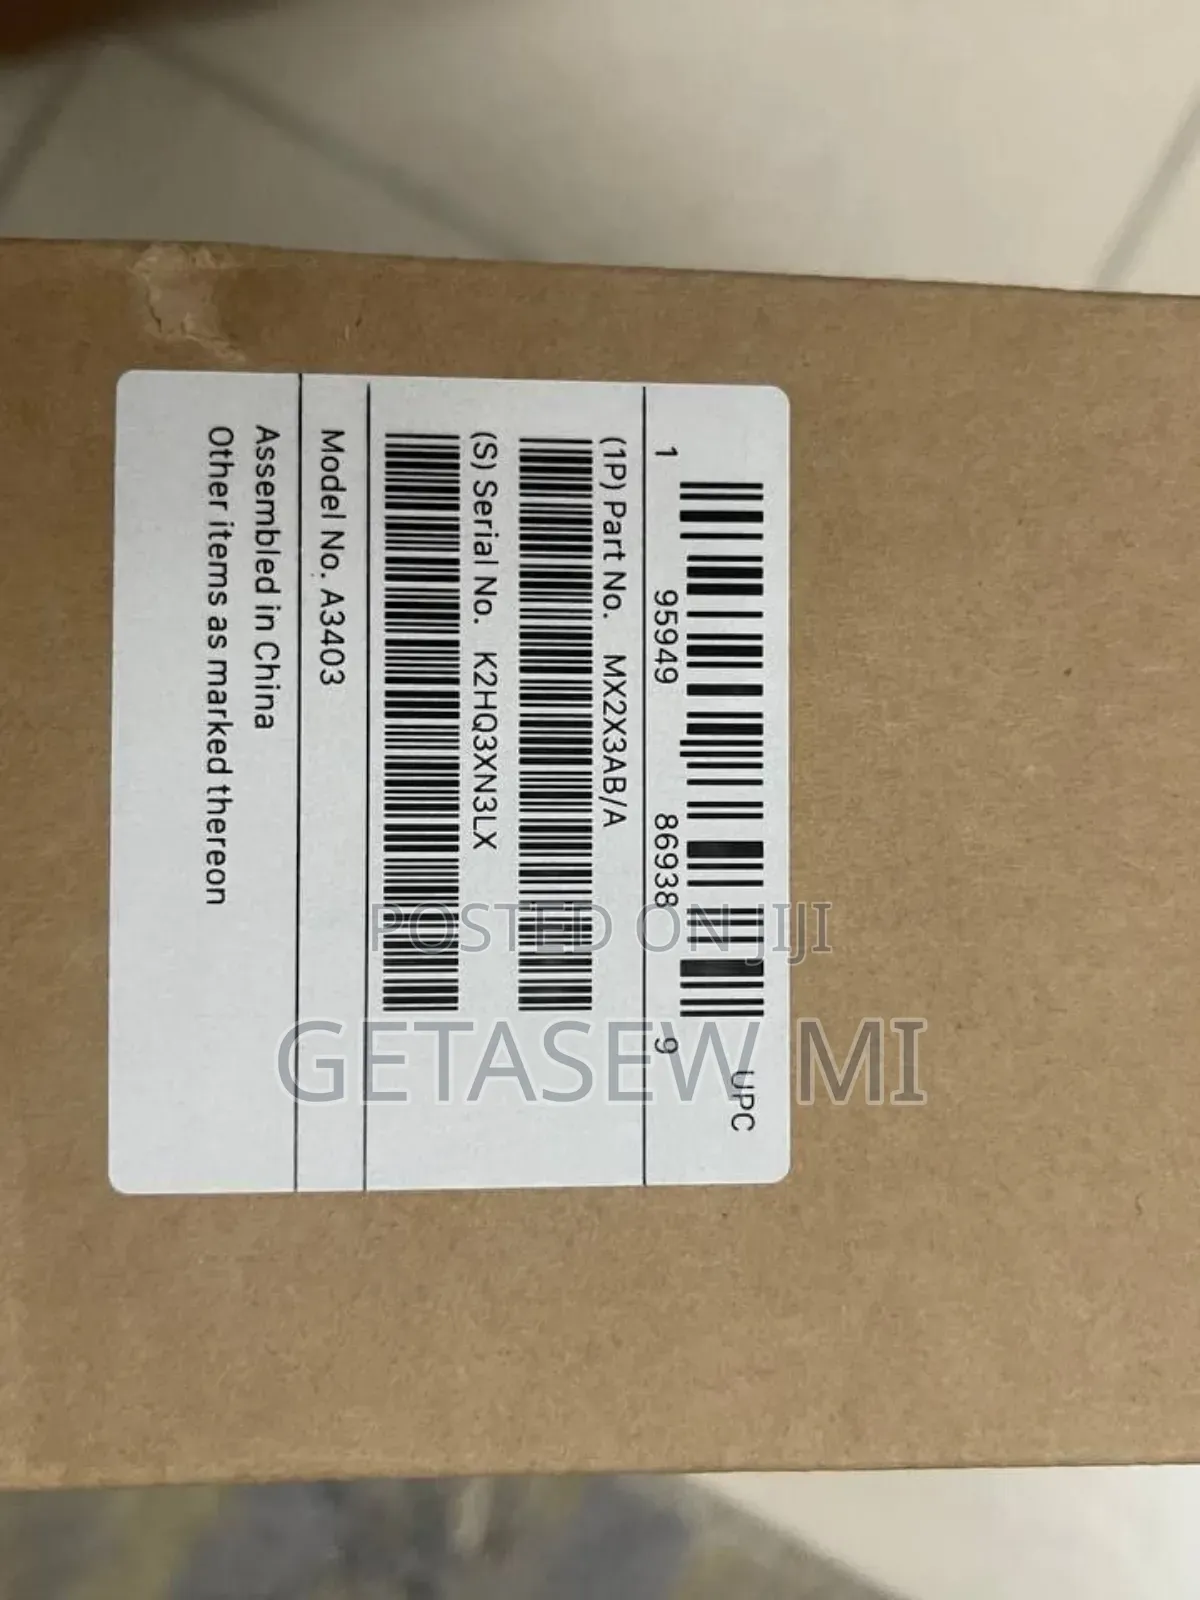 UPC
1 95949 86938 9
(1P) Part No. MX2X3AB/A
(S) Serial No. K2HQ3XN3LX
Model No. A3403
Assembled in China
Other items as marked thereon
POSTED ON JIJI
GETASEW MI